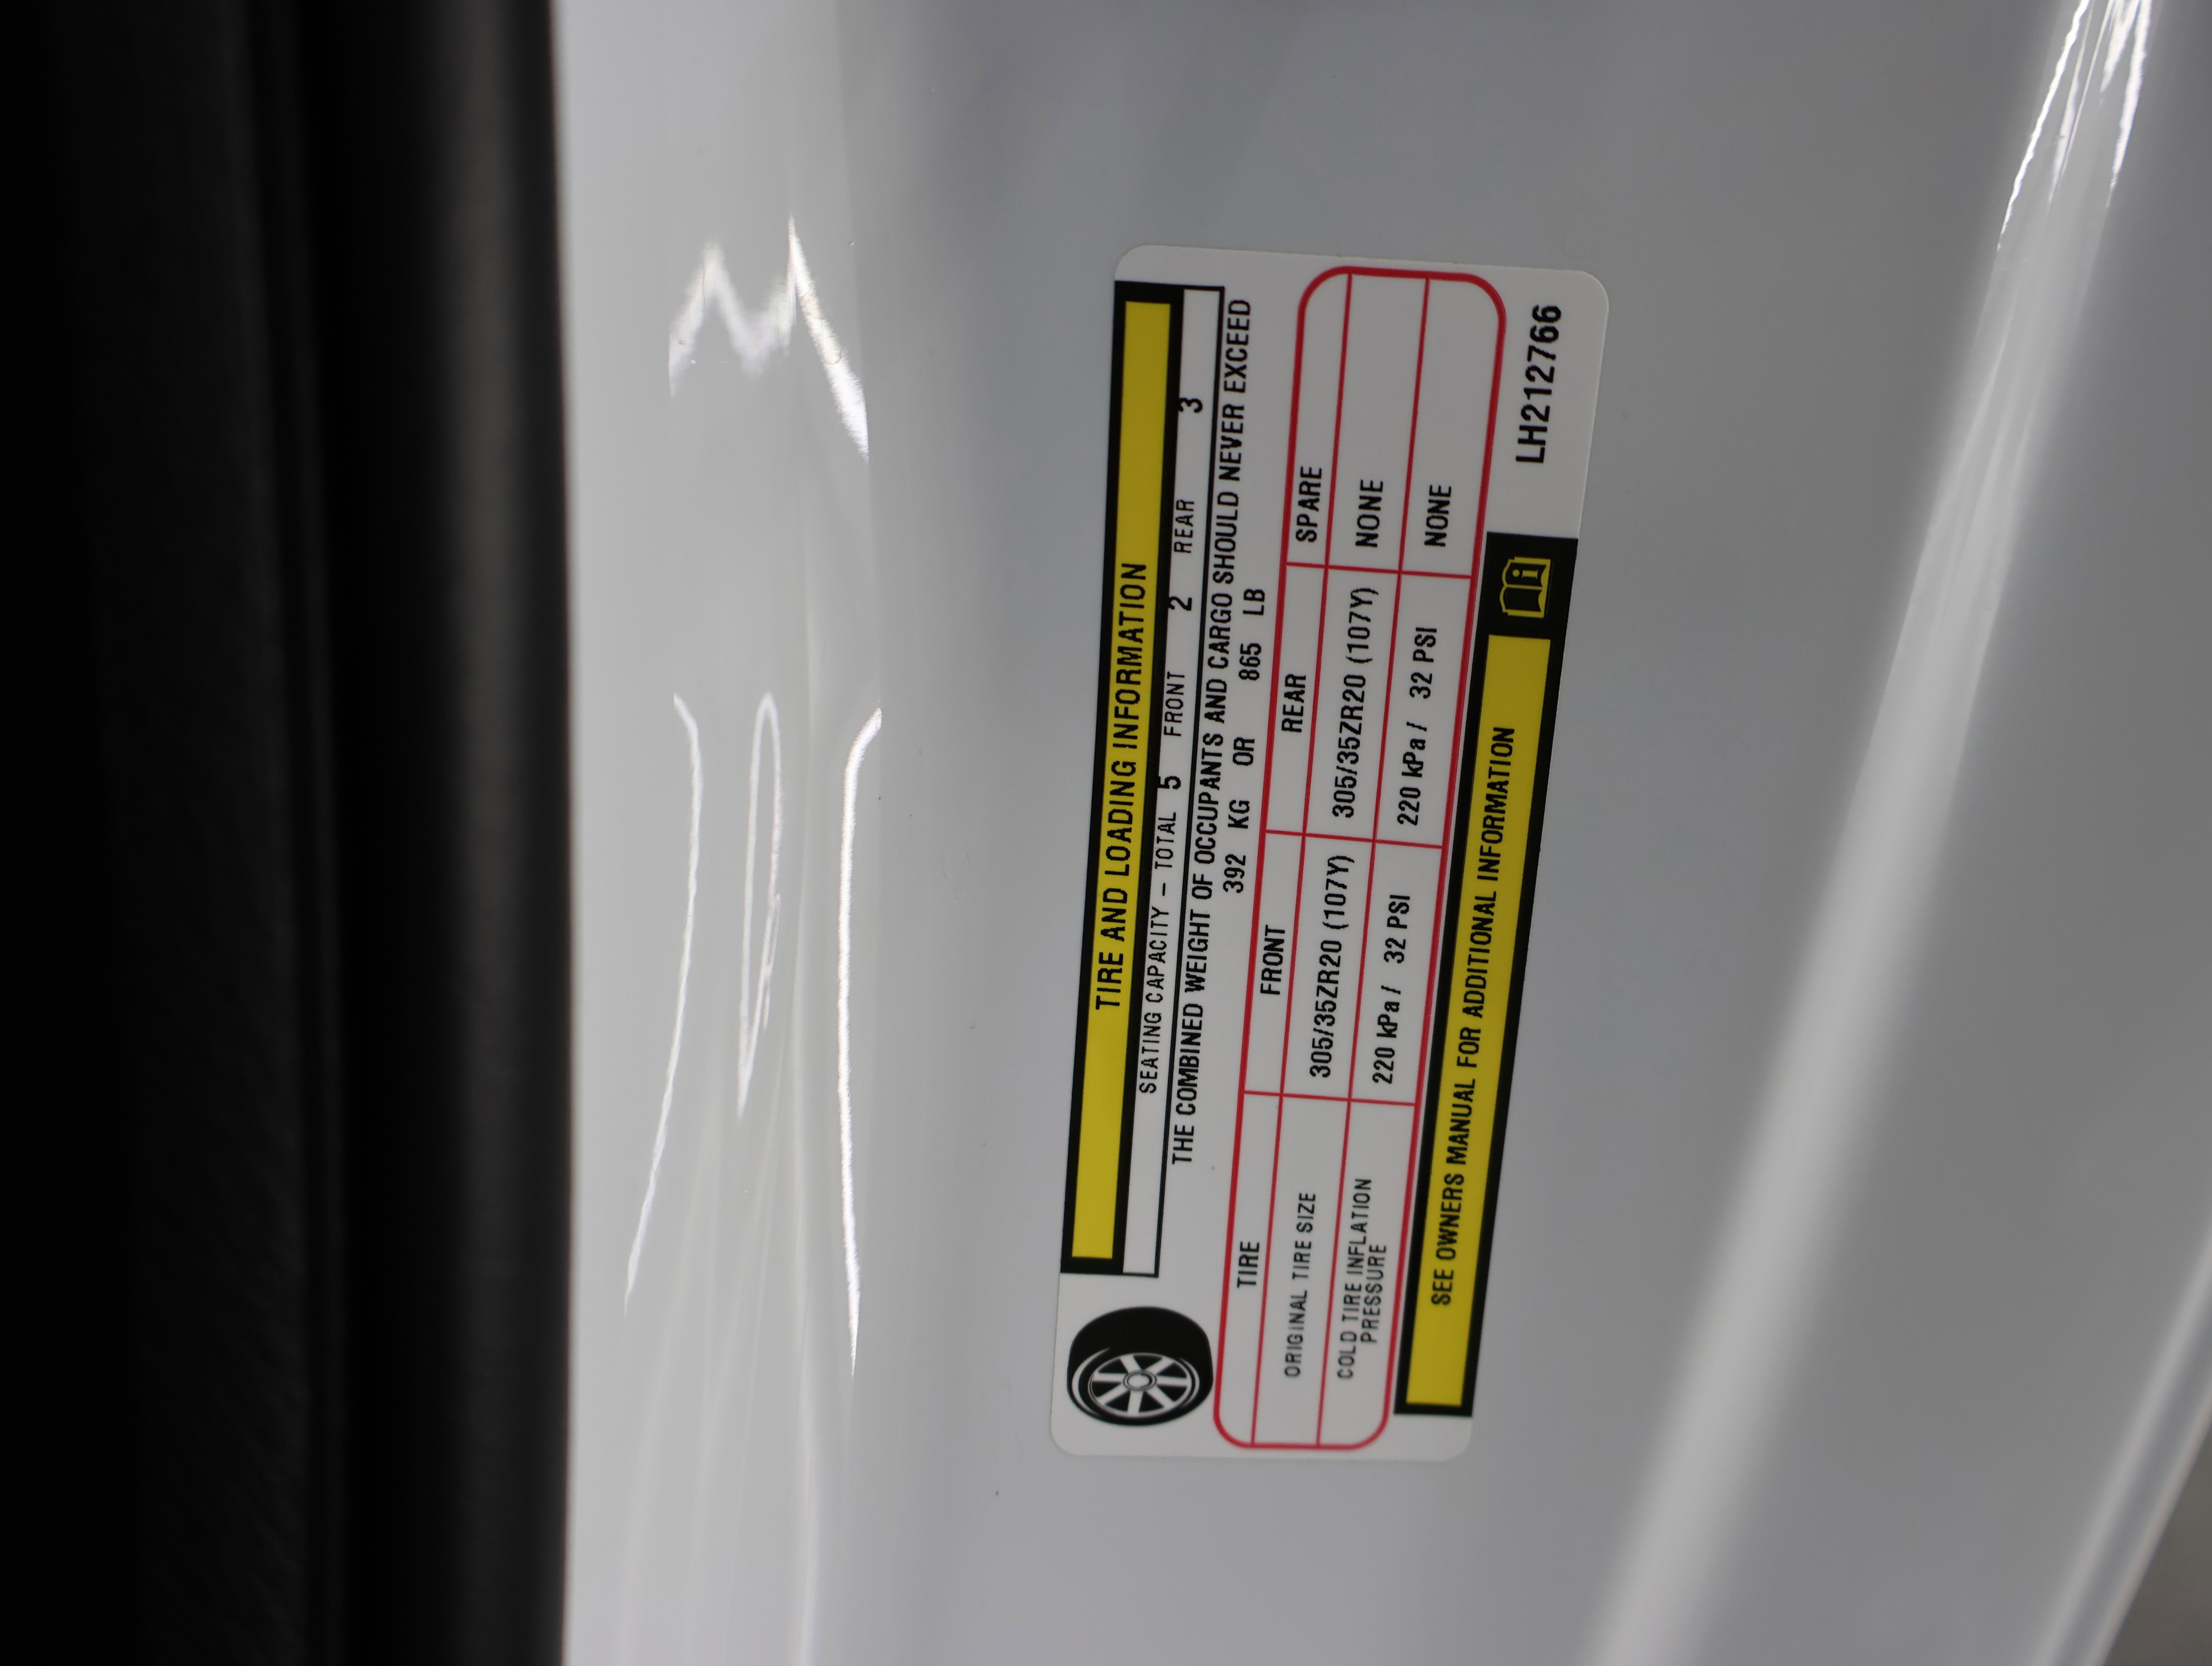 TIRE AND LOADING INFORMATION
SEATING CAPACITY – TOTAL 5 FRONT 2 REAR 3
THE COMBINED WEIGHT OF OCCUPANTS AND CARGO SHOULD NEVER EXCEED
392 KG OR 865 LB
TIRE FRONT REAR SPARE
ORIGINAL TIRE SIZE 305/35ZR20 (107Y) 305/35ZR20 (107Y) NONE
COLD TIRE INFLATION
PRESSURE 220 kPa / 32 PSI 220 kPa / 32 PSI NONE
SEE OWNERS MANUAL FOR ADDITIONAL INFORMATION
LH212766